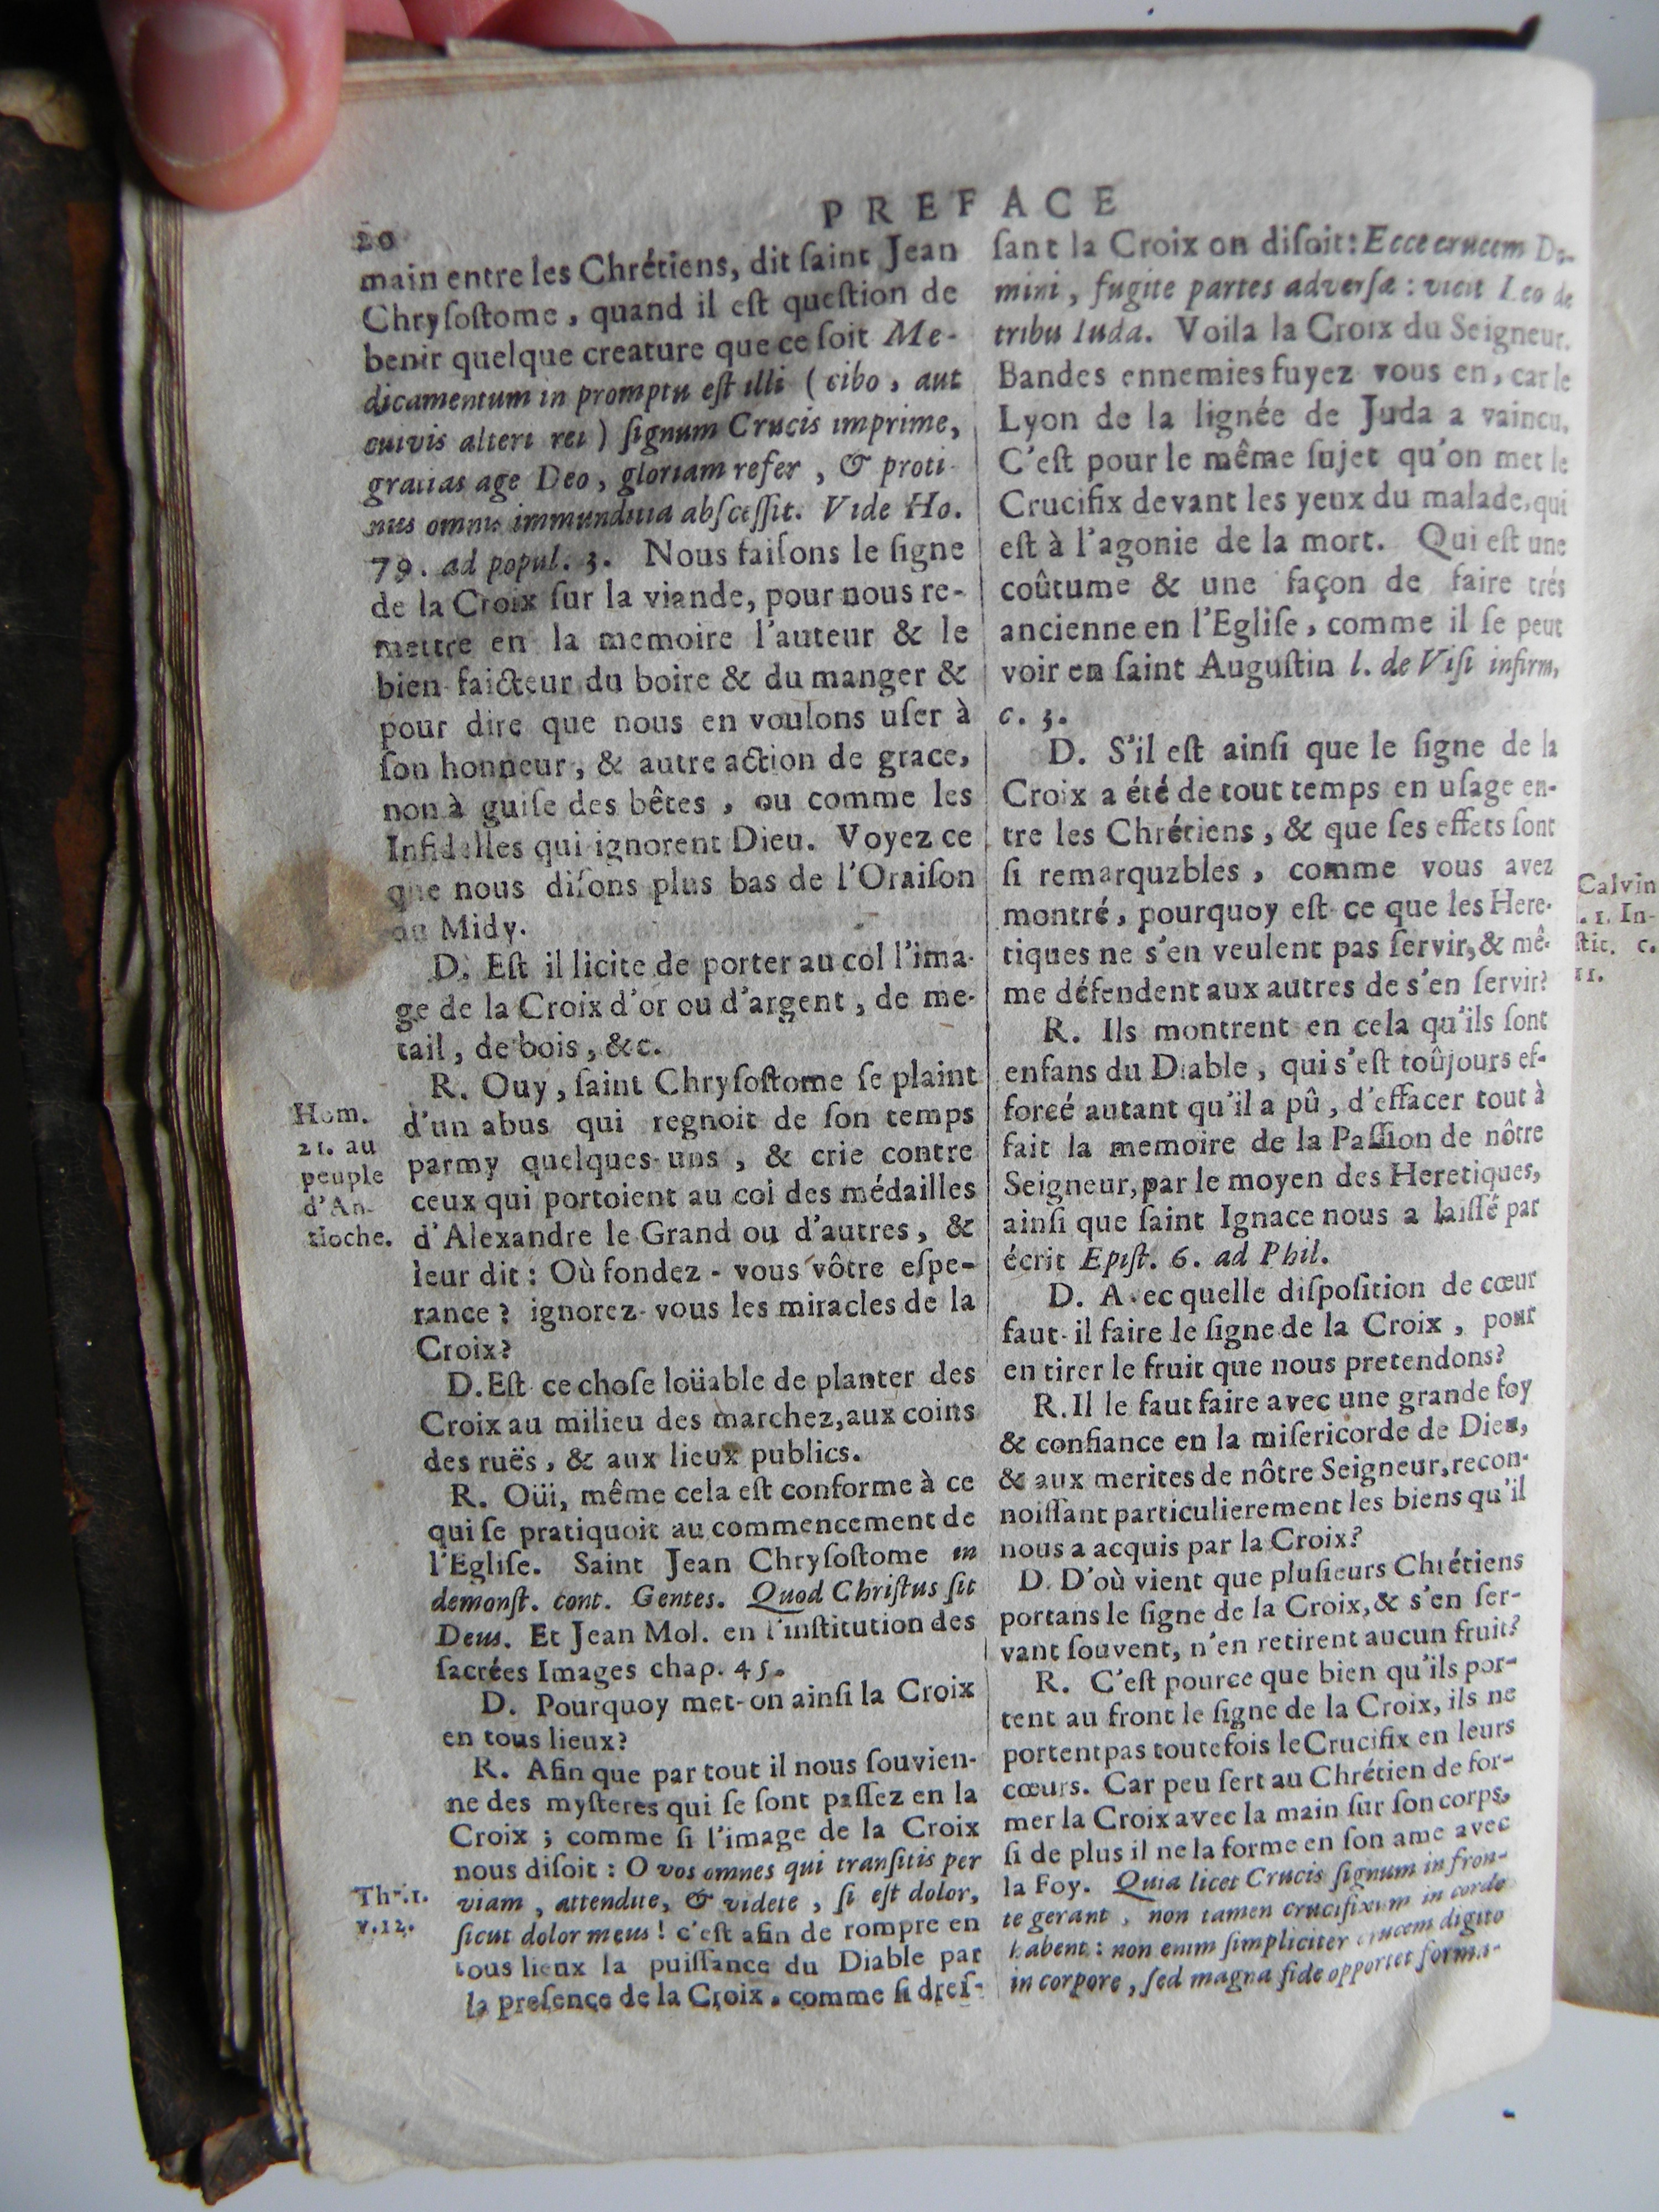 PREFACE
20
main entre les Chrétiens, dit ſaint Jean
Chryſoſtome, quand il eſt queſtion de
benir quelque creature que ce ſoit Me-
dicamentum in promptu eſt illi (cibo, aut
cuivis alteri rei) ſignum Crucis imprime,
gratias age Deo, gloriam refer, & proti-
nus omnis immunditia abſceſſit. Vide Ho.
79. ad popul. 3. Nous faiſons le ſigne
de la Croix ſur la viande, pour nous re-
mettre en la memoire l'auteur & le
bien-faicteur du boire & du manger &
pour dire que nous en voulons uſer à
ſon honneur, & autre action de grace,
non à guiſe des bêtes, ou comme les
Infidelles qui ignorent Dieu. Voyez ce
que nous diſons plus bas de l'Oraiſon
du Midy.
D. Eſt il licite de porter au col l'ima-
ge de la Croix d'or ou d'argent, de me-
tail, de bois, &c.
R. Ouy, ſaint Chryſoſtome ſe plaint
d'un abus qui regnoit de ſon temps
parmy quelques-uns, & crie contre
ceux qui portoient au col des médailles
d'Alexandre le Grand ou d'autres, &
leur dit : Où fondez-vous vôtre eſpe-
rance ? ignorez-vous les miracles de la
Croix?
Hom.
21. au
peuple
d'An-
tioche.
D. Eſt ce choſe loüable de planter des
Croix au milieu des marchez, aux coins
des ruës, & aux lieux publics.
R. Oüi, même cela eſt conforme à ce
qui ſe pratiquoit au commencement de
l'Egliſe. Saint Jean Chryſoſtome in
demonſt. cont. Gentes. Quod Chriſtus ſit
Deus. Et Jean Mol. en l'inſtitution des
ſacrées Images chap. 45.
D. Pourquoy met-on ainſi la Croix
en tous lieux?
R. Afin que par tout il nous ſouvien-
ne des myſteres qui ſe ſont paſſez en la
Croix ; comme ſi l'image de la Croix
nous diſoit : O vos omnes qui tranſitis per
viam, attendite, & videte, ſi eſt dolor,
ſicut dolor meus ! c'eſt afin de rompre en
tous lieux la puiſſance du Diable par
la preſence de la Croix, comme ſi dreſ-
Thr.1.
v.12.
ſant la Croix on diſoit : Ecce crucem Do-
mini, fugite partes adverſæ : vicit Leo de
tribu Iuda. Voila la Croix du Seigneur.
Bandes ennemies fuyez vous en, car le
Lyon de la lignée de Juda a vaincu.
C'eſt pour le même ſujet qu'on met le
Crucifix devant les yeux du malade, qui
eſt à l'agonie de la mort. Qui eſt une
coûtume & une façon de faire trés
ancienne en l'Egliſe, comme il ſe peut
voir en ſaint Auguſtin l. de Viſi infirm,
c. 3.
D. S'il eſt ainſi que le ſigne de la
Croix a été de tout temps en uſage en-
tre les Chrétiens, & que ſes effets ſont
ſi remarquzbles, comme vous avez
montré, pourquoy eſt-ce que les Here-
tiques ne s'en veulent pas ſervir, & mê-
me défendent aux autres de s'en ſervir?
R. Ils montrent en cela qu'ils ſont
enfans du Diable, qui s'eſt toûjours ef-
forcé autant qu'il a pû, d'effacer tout à
fait la memoire de la Paſſion de nôtre
Seigneur, par le moyen des Heretiques,
ainſi que ſaint Ignace nous a laiſſé par
écrit Epiſt. 6. ad Phil.
D. Avec quelle diſpoſition de cœur
faut-il faire le ſigne de la Croix, pour
en tirer le fruit que nous pretendons?
R. Il le faut faire avec une grande foy
& confiance en la miſericorde de Dieu,
& aux merites de nôtre Seigneur, recon-
noiſſant particulierement les biens qu'il
nous a acquis par la Croix?
D. D'où vient que pluſieurs Chrétiens
portans le ſigne de la Croix, & s'en ſer-
vant ſouvent, n'en retirent aucun fruit?
R. C'eſt pource que bien qu'ils por-
tent au front le ſigne de la Croix, ils ne
portent pas toutefois le Crucifix en leurs
cœurs. Car peu ſert au Chrétien de for-
mer la Croix avec la main ſur ſon corps,
ſi de plus il ne la forme en ſon ame avec
la Foy. Quia licet Crucis ſignum in fron-
te gerant, non tamen crucifixum in corde
habent : non enim ſimpliciter crucem digito
in corpore, ſed magna fide opportet forma-
Calvin
1. In-
ſtit. c.
11.